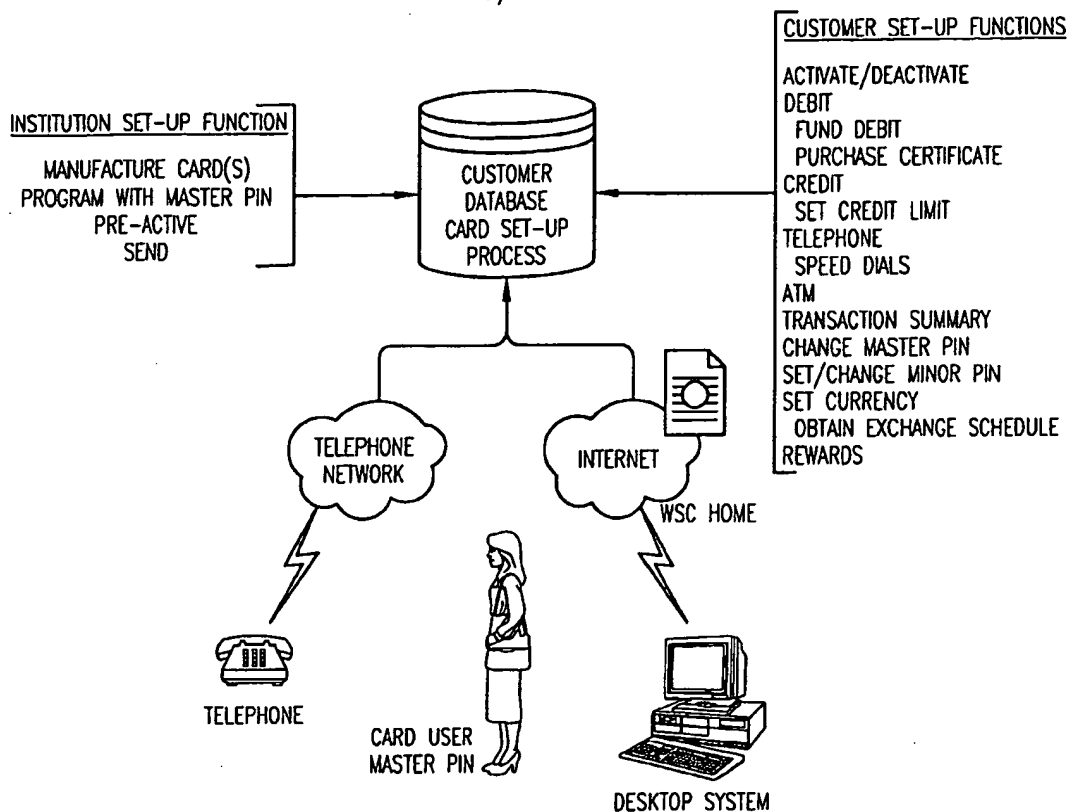 CUSTOMER SET-UP FUNCTIONS
ACTIVATE/DEACTIVATE
DEBIT
FUND DEBIT
PURCHASE CERTIFICATE
CREDIT
SET CREDIT LIMIT
TELEPHONE
SPEED DIALS
ATM
TRANSACTION SUMMARY
CHANGE MASTER PIN
SET/CHANGE MINOR PIN
SET CURRENCY
OBTAIN EXCHANGE SCHEDULE
REWARDS
INSTITUTION SET-UP FUNCTION
MANUFACTURE CARD(S)
PROGRAM WITH MASTER PIN
PRE-ACTIVE
SEND
CUSTOMER
DATABASE
CARD SET-UP
PROCESS
TELEPHONE
NETWORK
INTERNET
WSC HOME
TELEPHONE
CARD USER
MASTER PIN
DESKTOP SYSTEM